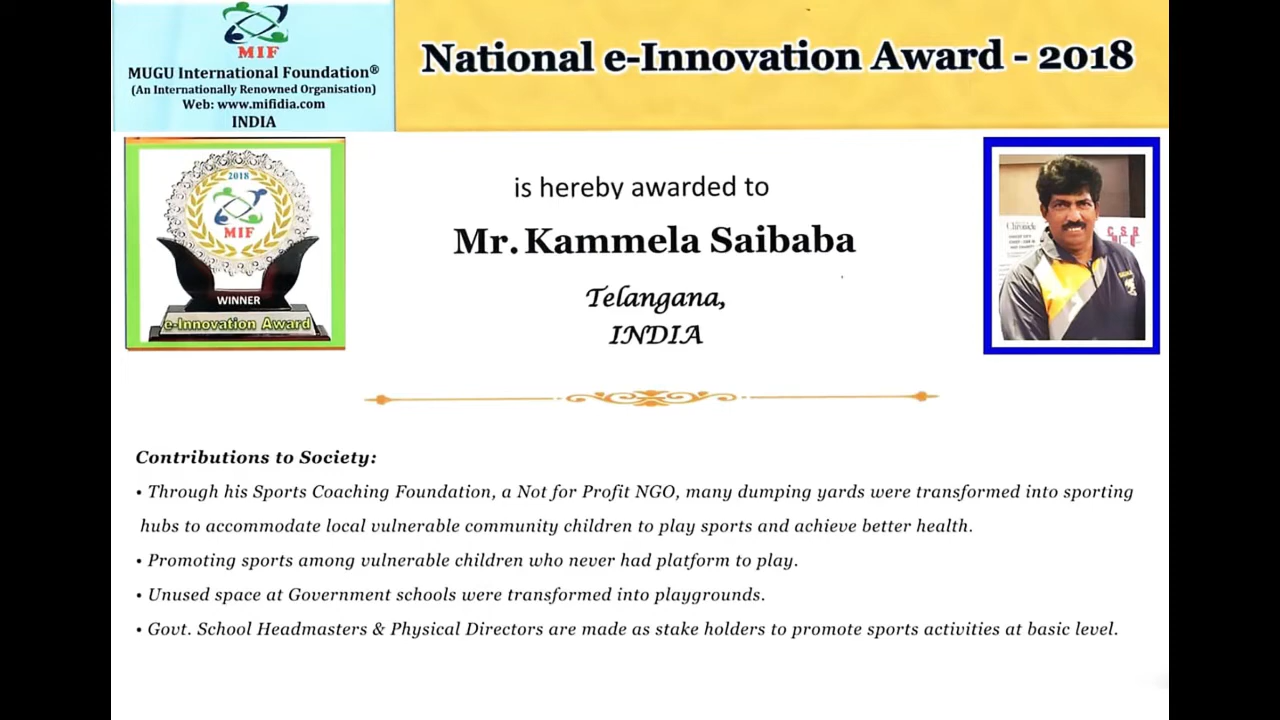 MIF
MUGU International Foundation®
(An Internationally Renowned Organisation)
Web: www.mifidia.com
INDIA
National e-Innovation Award - 2018
2018
MIF
WINNER
e-Innovation Award
is hereby awarded to
Mr. Kammela Saibaba
Telangana,
INDIA
Chronicle
C S R
Contributions to Society:
• Through his Sports Coaching Foundation, a Not for Profit NGO, many dumping yards were transformed into sporting
hubs to accommodate local vulnerable community children to play sports and achieve better health.
• Promoting sports among vulnerable children who never had platform to play.
• Unused space at Government schools were transformed into playgrounds.
• Govt. School Headmasters & Physical Directors are made as stake holders to promote sports activities at basic level.